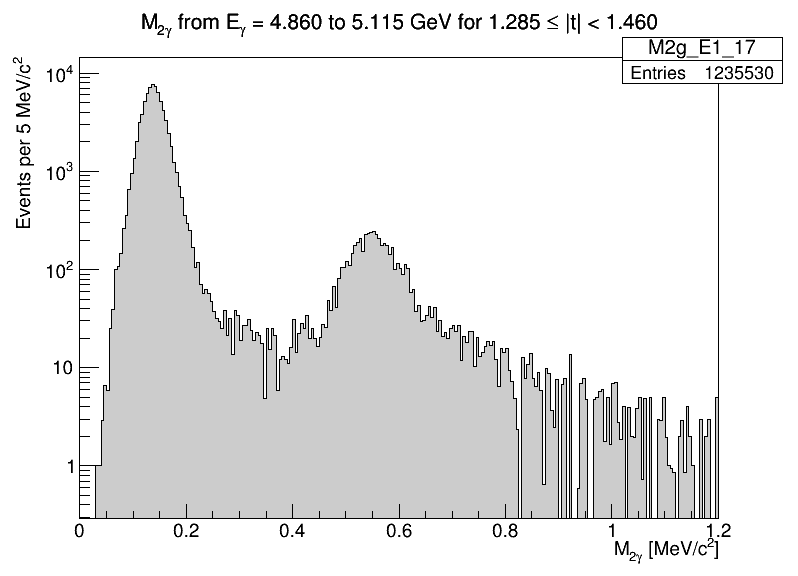 M2γ from Eγ = 4.860 to 5.115 GeV for 1.285 ≤ |t| < 1.460
M2g_E1_17
Entries 1235530
Events per 5 MeV/c²
10⁴
10³
10²
10
1
0 0.2 0.4 0.6 0.8 1 1.2
M2γ [MeV/c²]